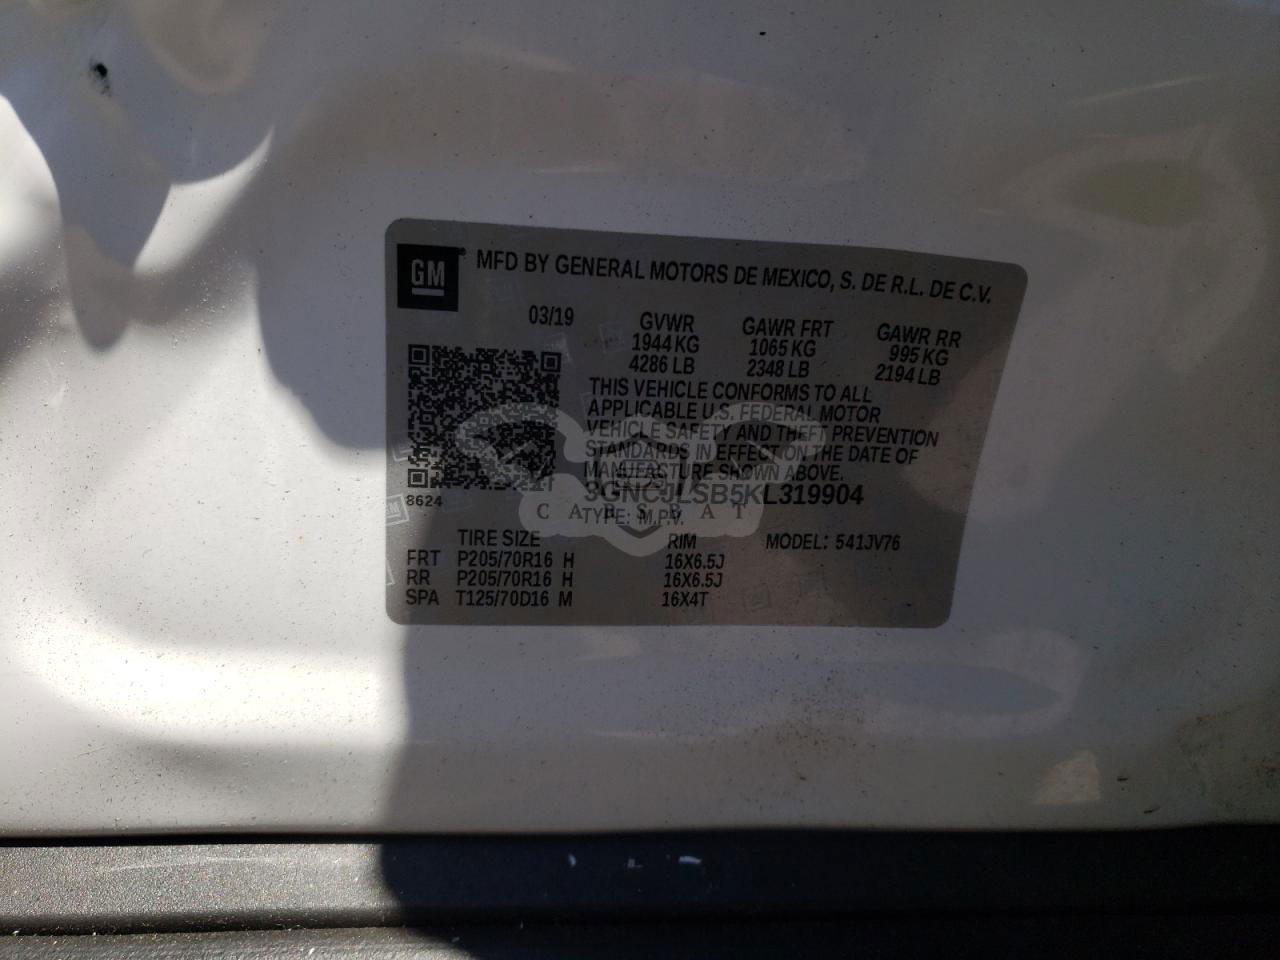 GM
MFD BY GENERAL MOTORS DE MEXICO, S. DE R.L. DE C.V.
03/19 GVWR GAWR FRT GAWR RR
1944 KG 1065 KG 995 KG
4286 LB 2348 LB 2194 LB
THIS VEHICLE CONFORMS TO ALL
APPLICABLE U.S. FEDERAL MOTOR
VEHICLE SAFETY AND THEFT PREVENTION
STANDARDS IN EFFECT ON THE DATE OF
MANUFACTURE SHOWN ABOVE.
8624 3GNCJLSB5KL319904
CARSBAT
TYPE: M.P.V.
TIRE SIZE RIM MODEL: 541JV76
FRT P205/70R16 H 16X6.5J
RR P205/70R16 H 16X6.5J
SPA T125/70D16 M 16X4T